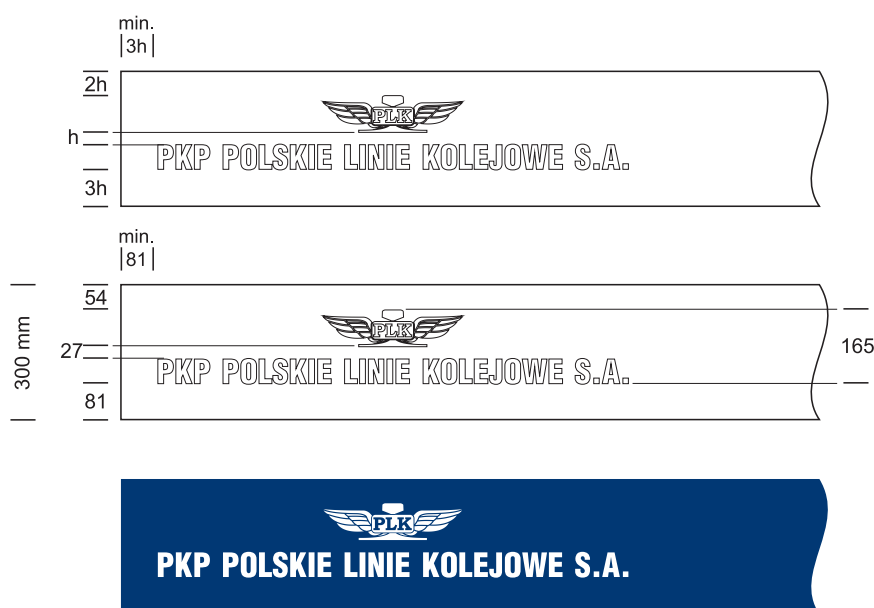 min.
3h
2h
PLK
h
PKP POLSKIE LINIE KOLEJOWE S.A.
3h
min.
81
54
PLK
300 mm
27
165
PKP POLSKIE LINIE KOLEJOWE S.A.
81
PLK
PKP POLSKIE LINIE KOLEJOWE S.A.